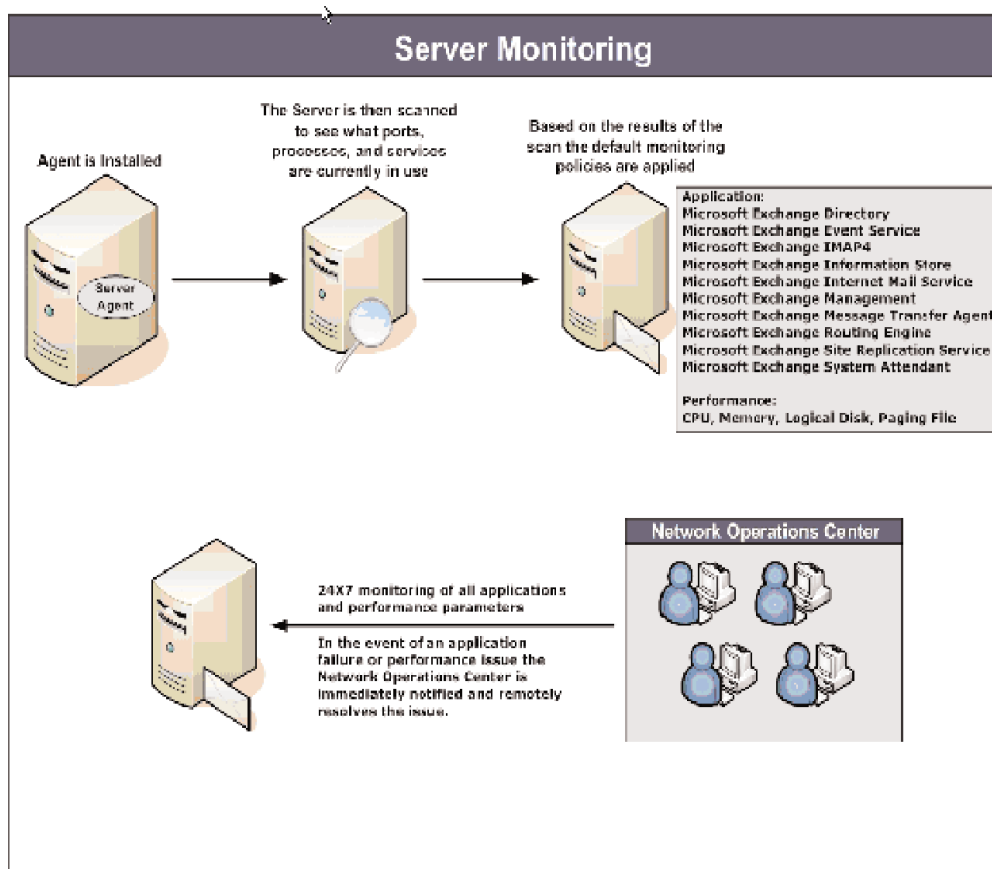 Server Monitoring
Agent is Installed
Server
Agent
The Server is then scanned
to see what ports,
processes, and services
are currently in use
Based on the results of the
scan the default monitoring
policies are applied
Application:
Microsoft Exchange Directory
Microsoft Exchange Event Service
Microsoft Exchange IMAP4
Microsoft Exchange Information Store
Microsoft Exchange Internet Mail Service
Microsoft Exchange Management
Microsoft Exchange Message Transfer Agent
Microsoft Exchange Routing Engine
Microsoft Exchange Site Replication Service
Microsoft Exchange System Attendant
Performance:
CPU, Memory, Logical Disk, Paging File
24X7 monitoring of all applications
and performance parameters
In the event of an application
failure or performance issue the
Network Operations Center is
immediately notified and remotely
resolves the issue.
Network Operations Center